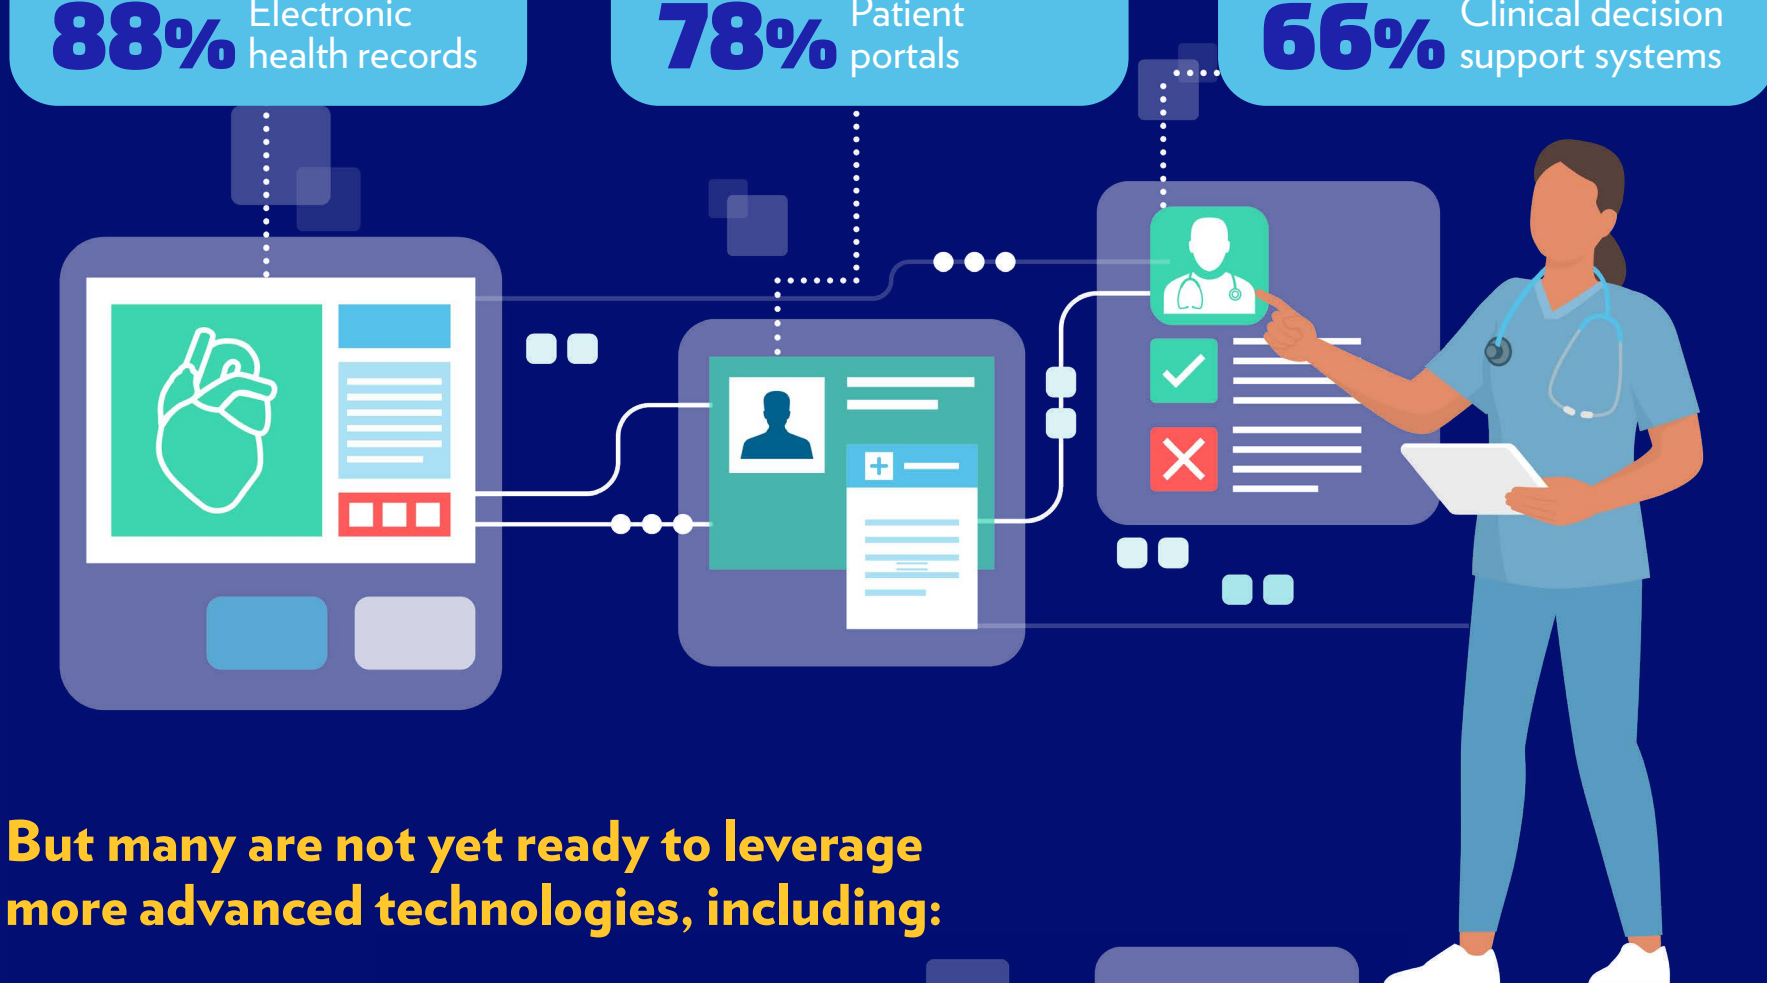 88% Electronic
health records
78% Patient
portals
66% Clinical decision
support systems
But many are not yet ready to leverage
more advanced technologies, including: